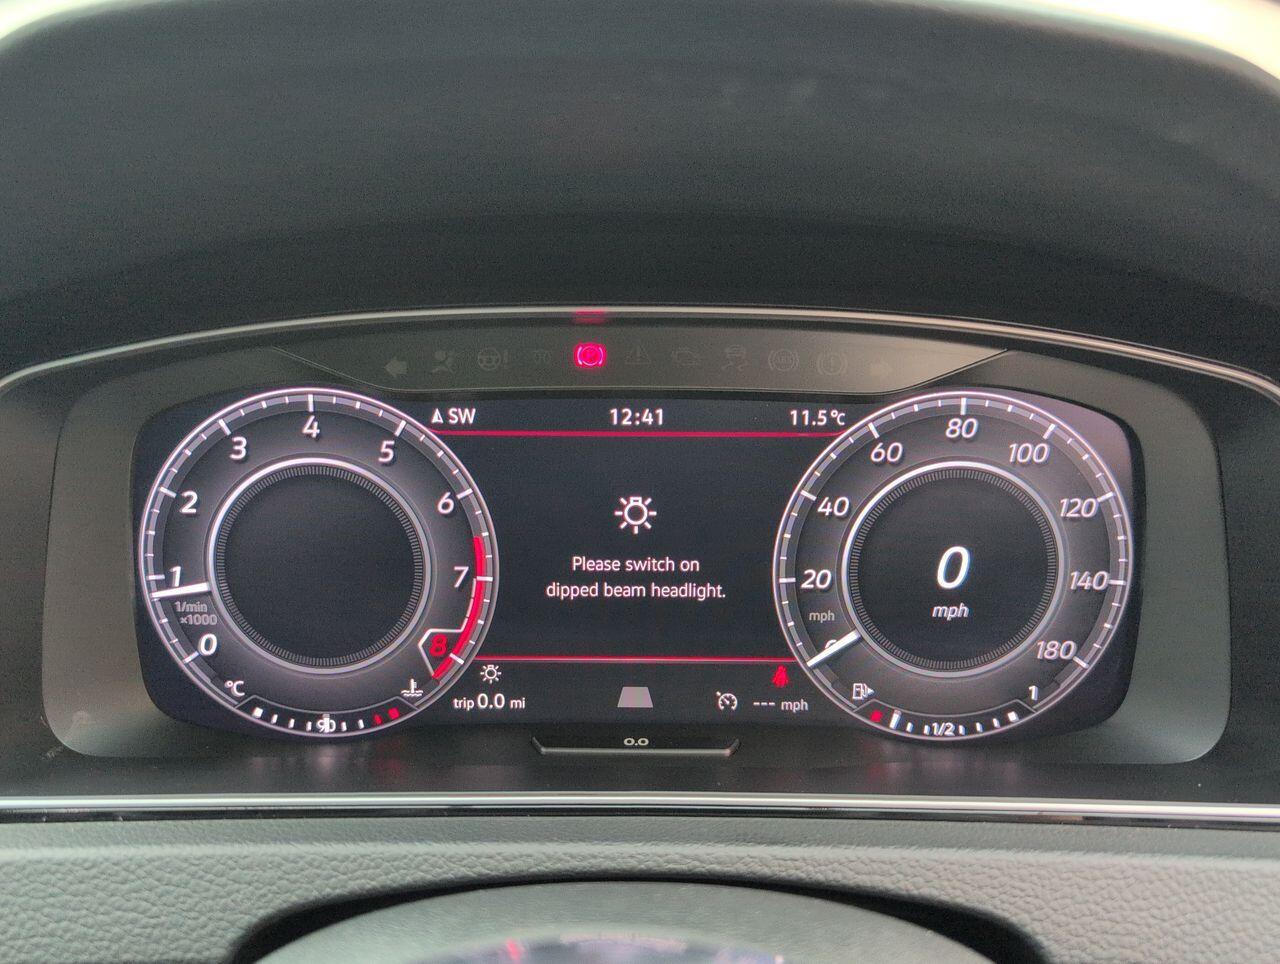 SW 12:41 11.5°C
0 1 2 3 4 5 6 7 8
1/min
x1000
°C
90
Please switch on
dipped beam headlight.
trip 0.0 mi
--- mph
0.0
0 20 40 60 80 100 120 140 180
mph
0
mph
1/2 1